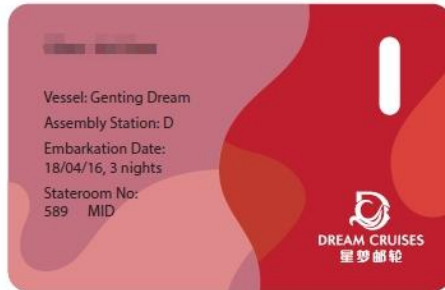 Vessel: Genting Dream
Assembly Station: D
Embarkation Date:
18/04/16, 3 nights
Stateroom No:
589 MID
DREAM CRUISES
星梦邮轮